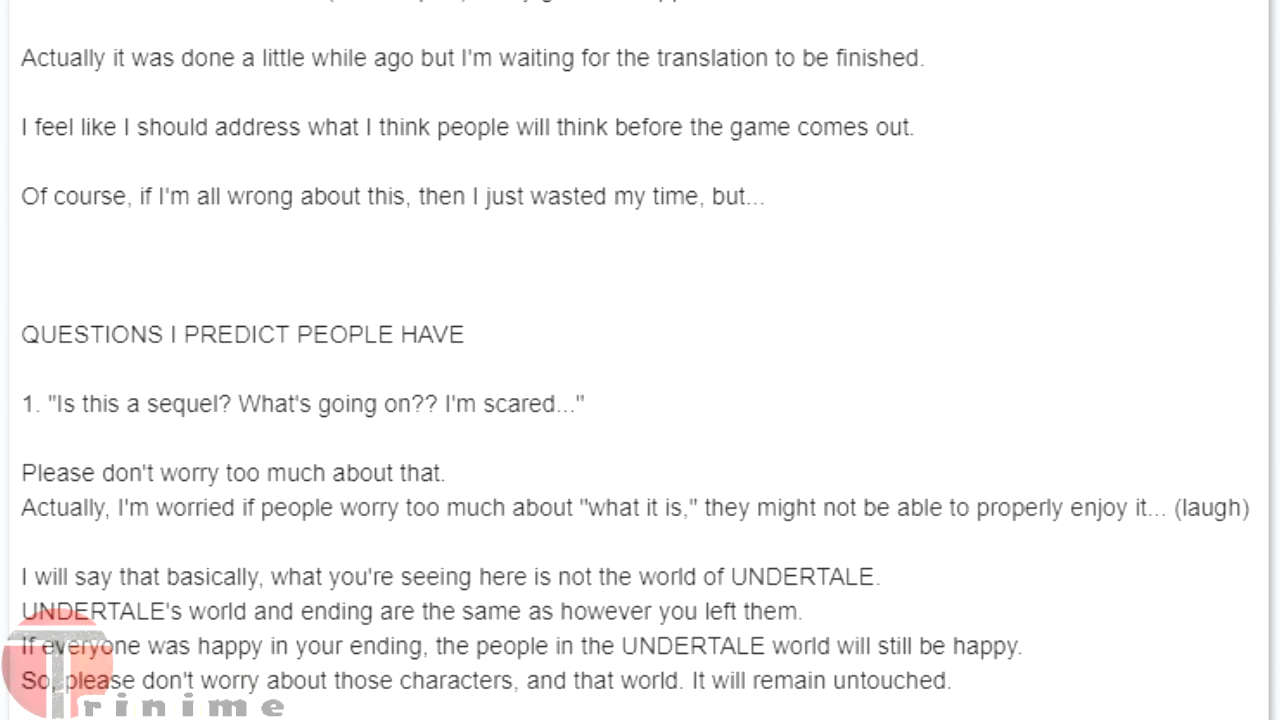 Actually it was done a little while ago but I'm waiting for the translation to be finished.
I feel like I should address what I think people will think before the game comes out.
Of course, if I'm all wrong about this, then I just wasted my time, but...
QUESTIONS I PREDICT PEOPLE HAVE
1. "Is this a sequel? What's going on?? I'm scared..."
Please don't worry too much about that.
Actually, I'm worried if people worry too much about "what it is," they might not be able to properly enjoy it... (laugh)
I will say that basically, what you're seeing here is not the world of UNDERTALE.
UNDERTALE's world and ending are the same as however you left them.
If everyone was happy in your ending, the people in the UNDERTALE world will still be happy.
So, please don't worry about those characters, and that world. It will remain untouched.
Trinime